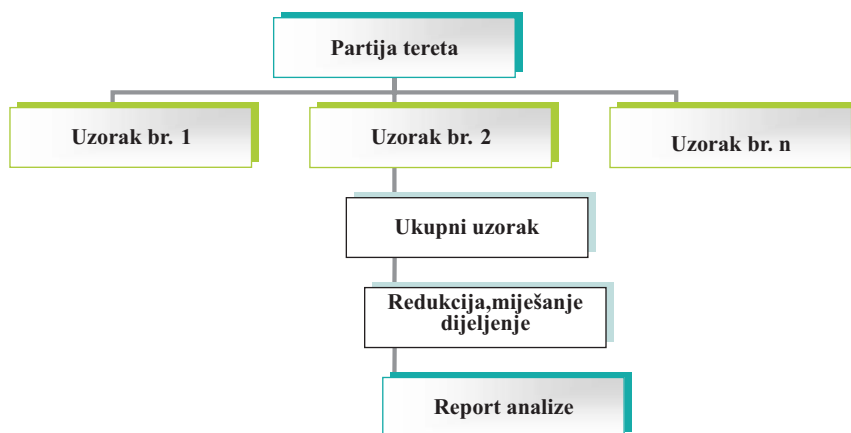 Partija tereta
Uzorak br. 1
Uzorak br. 2
Uzorak br. n
Ukupni uzorak
Redukcija,miješanje
dijeljenje
Report analize